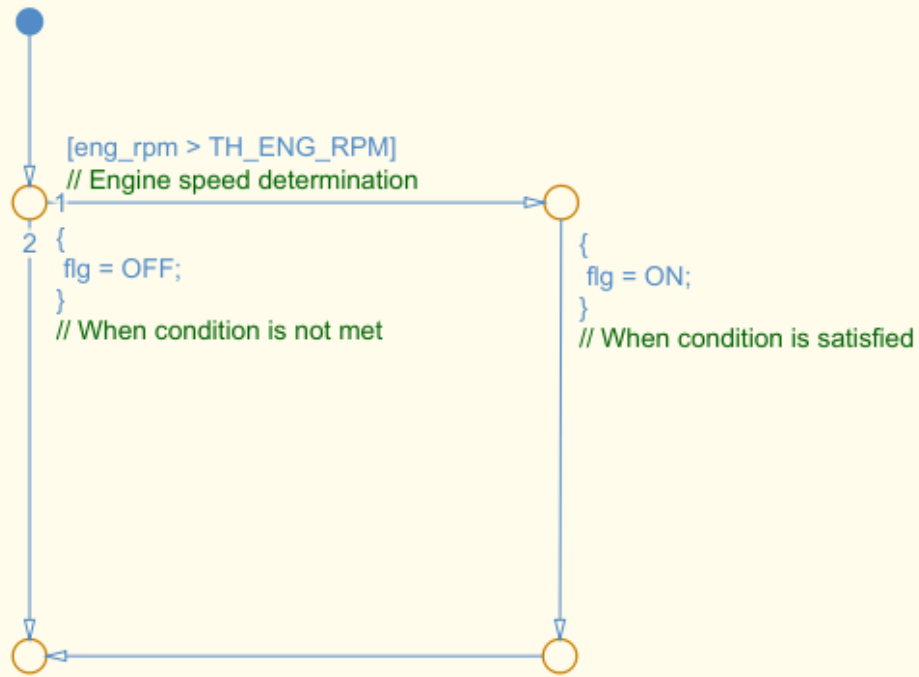 [eng_rpm > TH_ENG_RPM]
// Engine speed determination
1
2
{
flg = OFF;
}
// When condition is not met
{
flg = ON;
}
// When condition is satisfied